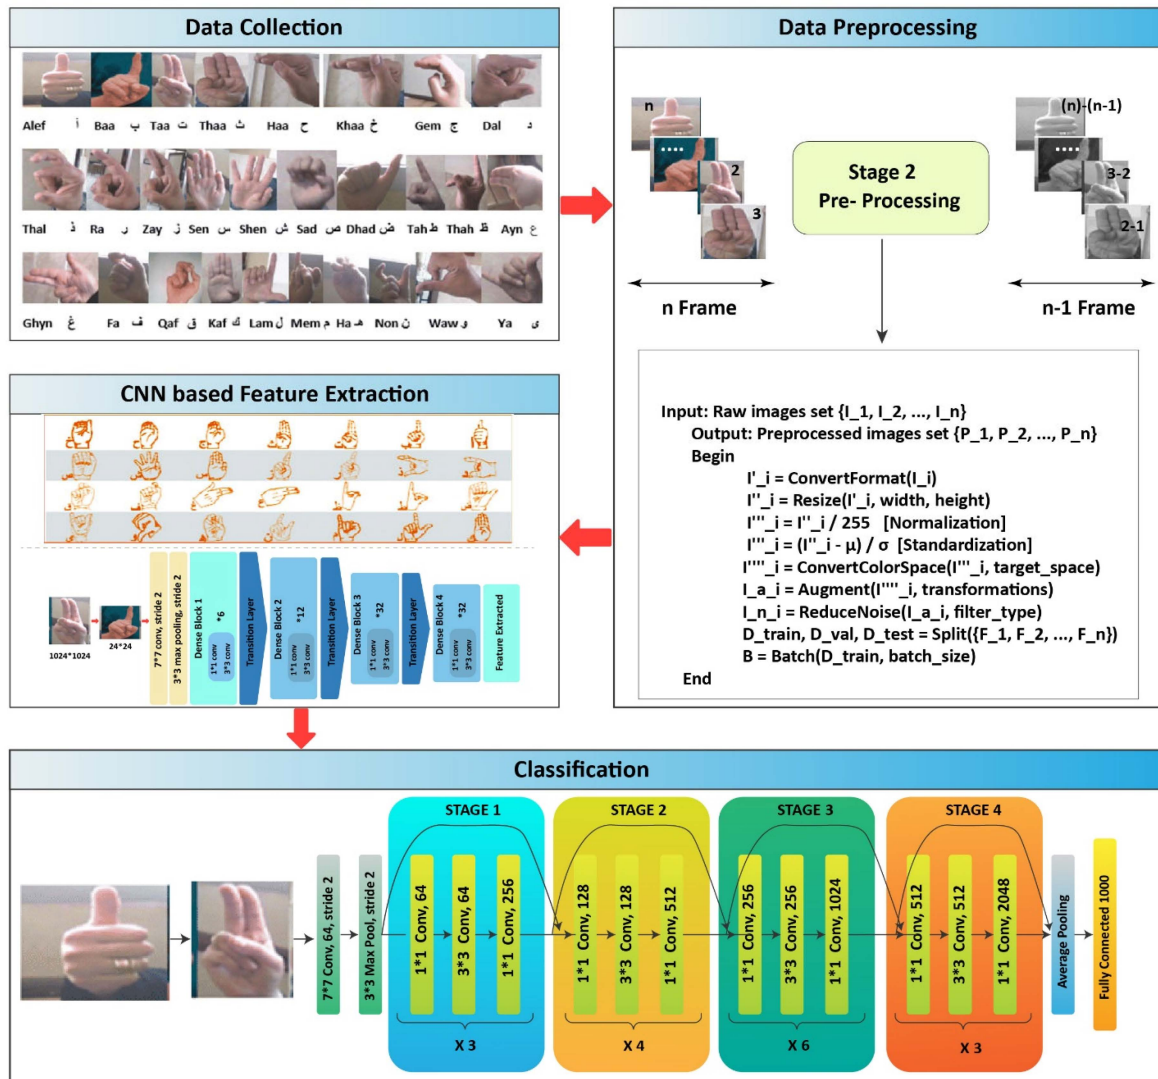 Data Collection
Alef أ Baa ب Taa ت Thaa ث Haa ح Khaa خ Gem ج Dal د
Thal ذ Ra ر Zay ز Sen س Shen ش Sad ص Dhad ض Tah ط Thah ظ Ayn ع
Ghyn غ Fa ف Qaf ق Kaf ك Lam ل Mem م Ha هـ Non ن Waw و Ya ى
Data Preprocessing
n
....
2
3
n Frame
Stage 2
Pre- Processing
(n)-(n-1)
....
3-2
2-1
n-1 Frame
Input: Raw images set {I_1, I_2, ..., I_n}
Output: Preprocessed images set {P_1, P_2, ..., P_n}
Begin
I'_i = ConvertFormat(I_i)
I''_i = Resize(I'_i, width, height)
I'''_i = I''_i / 255 [Normalization]
I'''_i = (I''_i - μ) / σ [Standardization]
I''''_i = ConvertColorSpace(I'''_i, target_space)
I_a_i = Augment(I''''_i, transformations)
I_n_i = ReduceNoise(I_a_i, filter_type)
D_train, D_val, D_test = Split({F_1, F_2, ..., F_n})
B = Batch(D_train, batch_size)
End
CNN based Feature Extraction
1024*1024
24*24
7*7 conv, stride 2
3*3 max pooling, stride 2
Dense Block 1
*6
1*1 conv
3*3 conv
Transition Layer
Dense Block 2
*12
1*1 conv
3*3 conv
Transition Layer
Dense Block 3
*32
1*1 conv
3*3 conv
Transition Layer
Dense Block 4
*32
1*1 conv
3*3 conv
Feature Extracted
Classification
7*7 Conv, 64, stride 2
3*3 Max Pool, stride 2
STAGE 1
1*1 Conv, 64
3*3 Conv, 64
1*1 Conv, 256
X 3
STAGE 2
1*1 Conv, 128
3*3 Conv, 128
1*1 Conv, 512
X 4
STAGE 3
1*1 Conv, 256
3*3 Conv, 256
1*1 Conv, 1024
X 6
STAGE 4
1*1 Conv, 512
3*3 Conv, 512
1*1 Conv, 2048
X 3
Average Pooling
Fully Connected 1000